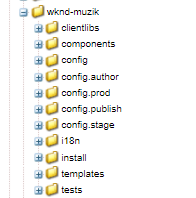 wknd-muzik
clientlibs
components
config
config.author
config.prod
config.publish
config.stage
i18n
install
templates
tests